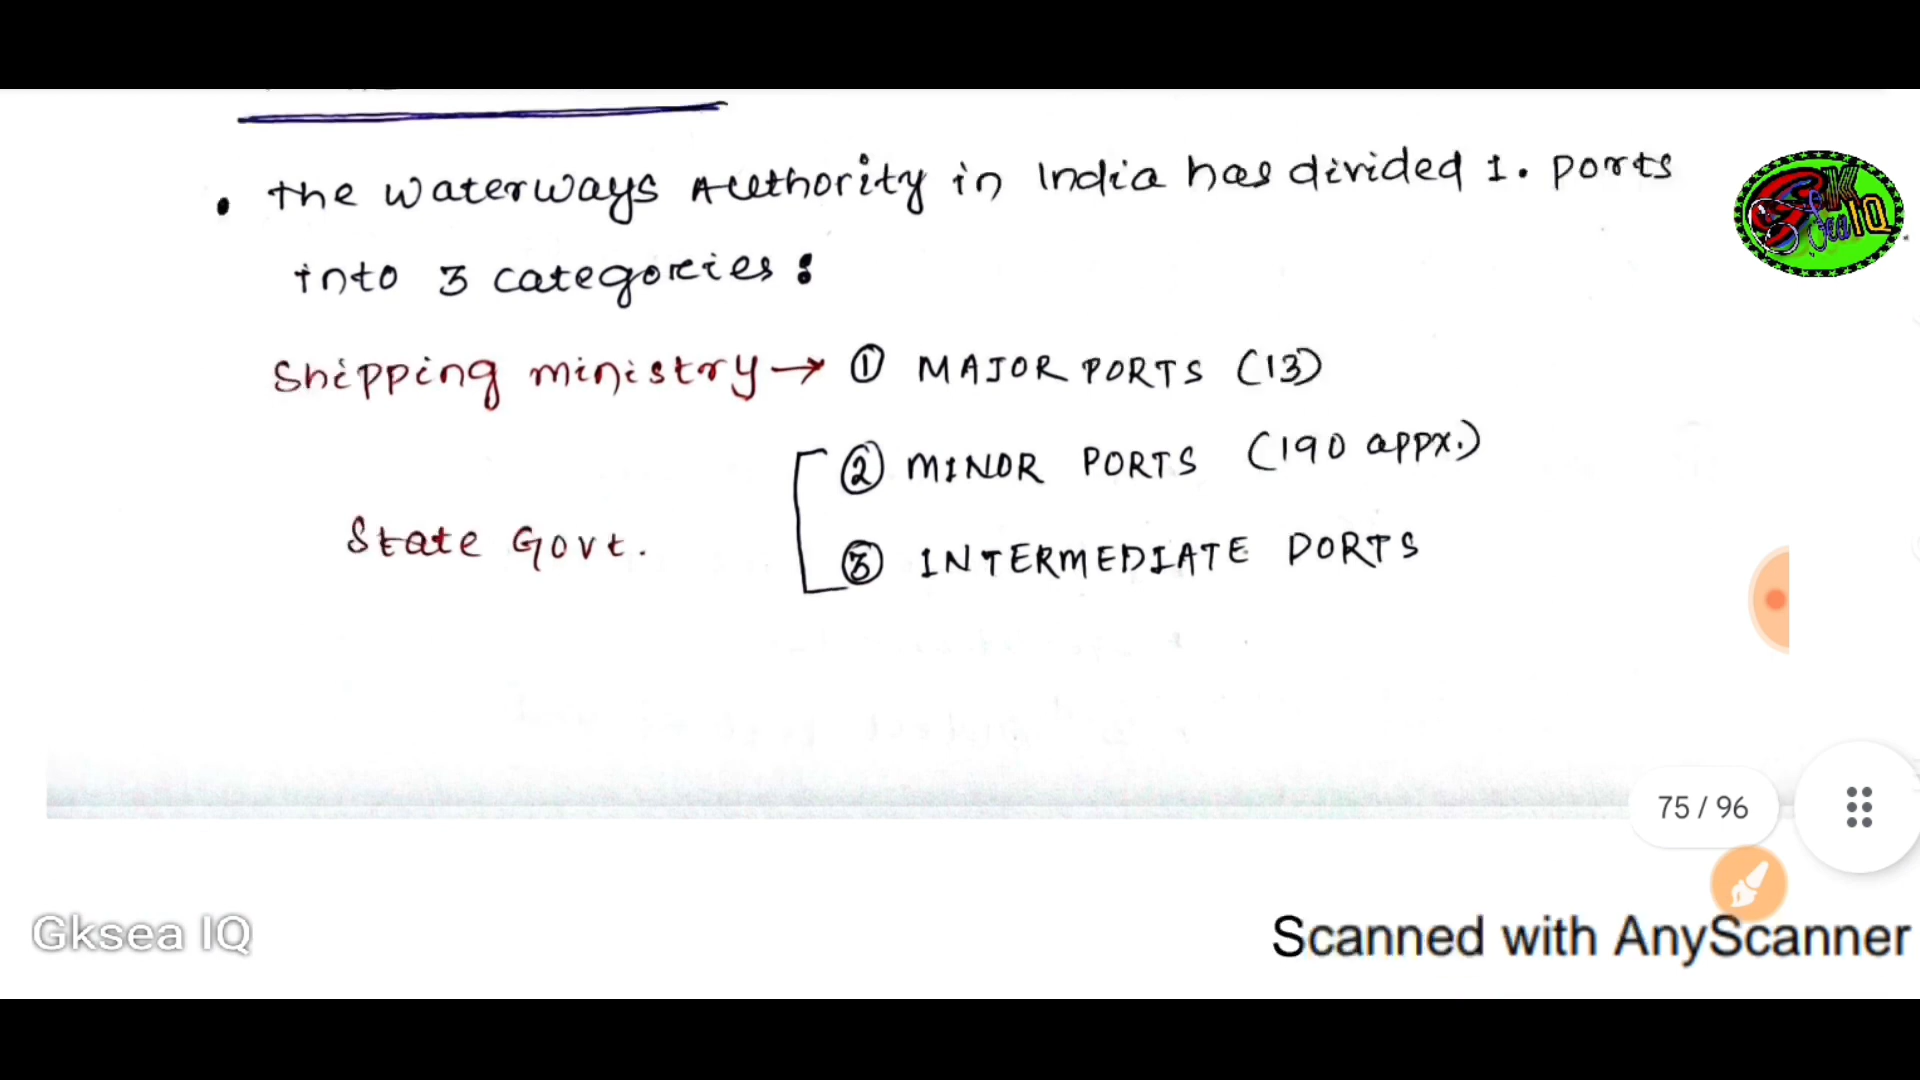 • The waterways Authority in India has divided 1. ports
into 3 categories :
Shipping ministry → ① MAJOR PORTS (13)
② MINOR PORTS (190 appx.)
State Govt.
③ INTERMEDIATE PORTS
75 / 96
Gksea IQ
Scanned with AnyScanner